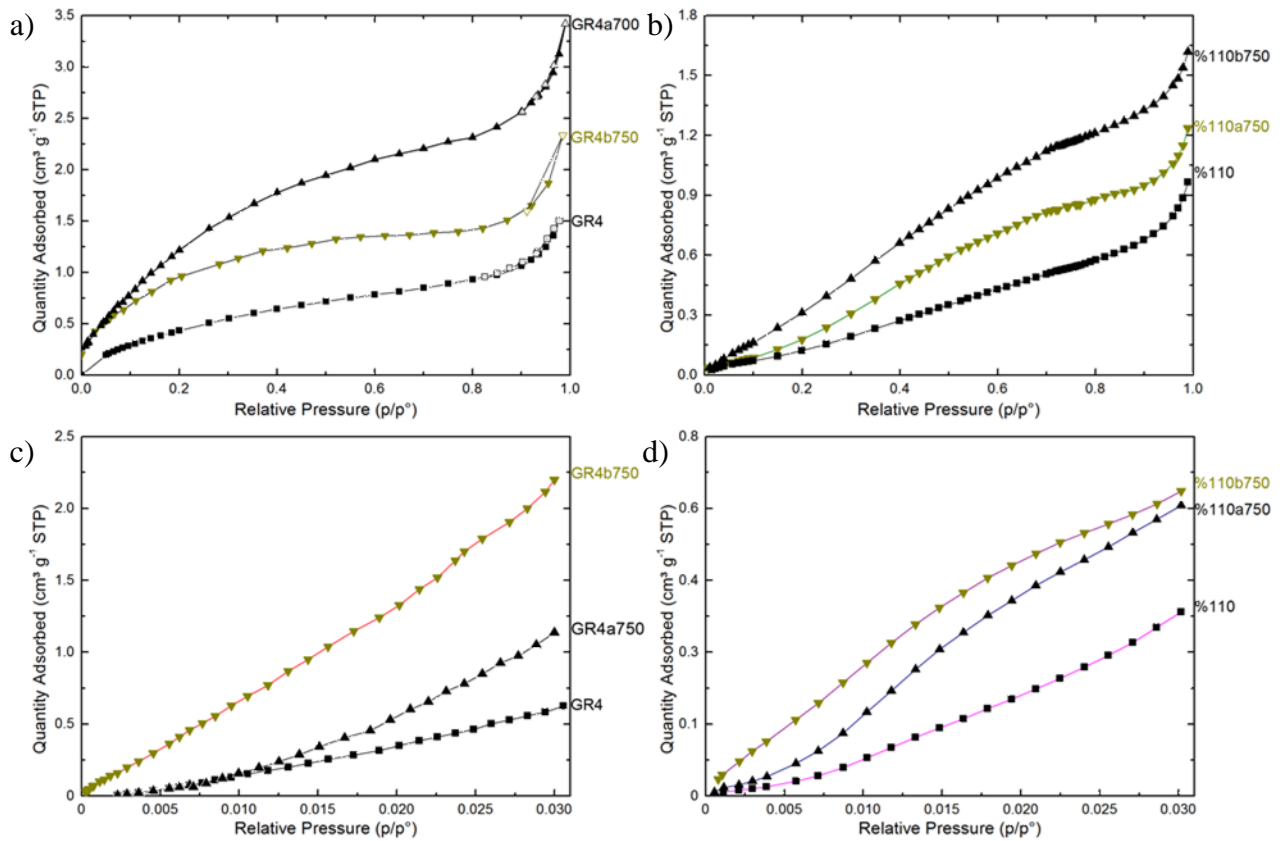 a)
3.5
3.0
2.5
2.0
1.5
1.0
0.5
0.0
Quantity Adsorbed (cm³ g⁻¹ STP)
0.0 0.2 0.4 0.6 0.8 1.0
Relative Pressure (p/p°)
GR4a700
GR4b750
GR4
b)
1.8
1.5
1.2
0.9
0.6
0.3
0.0
Quantity Adsorbed (cm³ g⁻¹ STP)
0.0 0.2 0.4 0.6 0.8 1.0
Relative Pressure (p/p°)
%110b750
%110a750
%110
c)
2.5
2.0
1.5
1.0
0.5
0
Quantity Adsorbed (cm³ g⁻¹ STP)
0.005 0.010 0.015 0.020 0.025 0.030
Relative Pressure (p/p°)
GR4b750
GR4a750
GR4
d)
0.8
0.6
0.4
0.3
0.1
0
Quantity Adsorbed (cm³ g⁻¹ STP)
0.005 0.010 0.015 0.020 0.025 0.030
Relative Pressure (p/p°)
%110b750
%110a750
%110